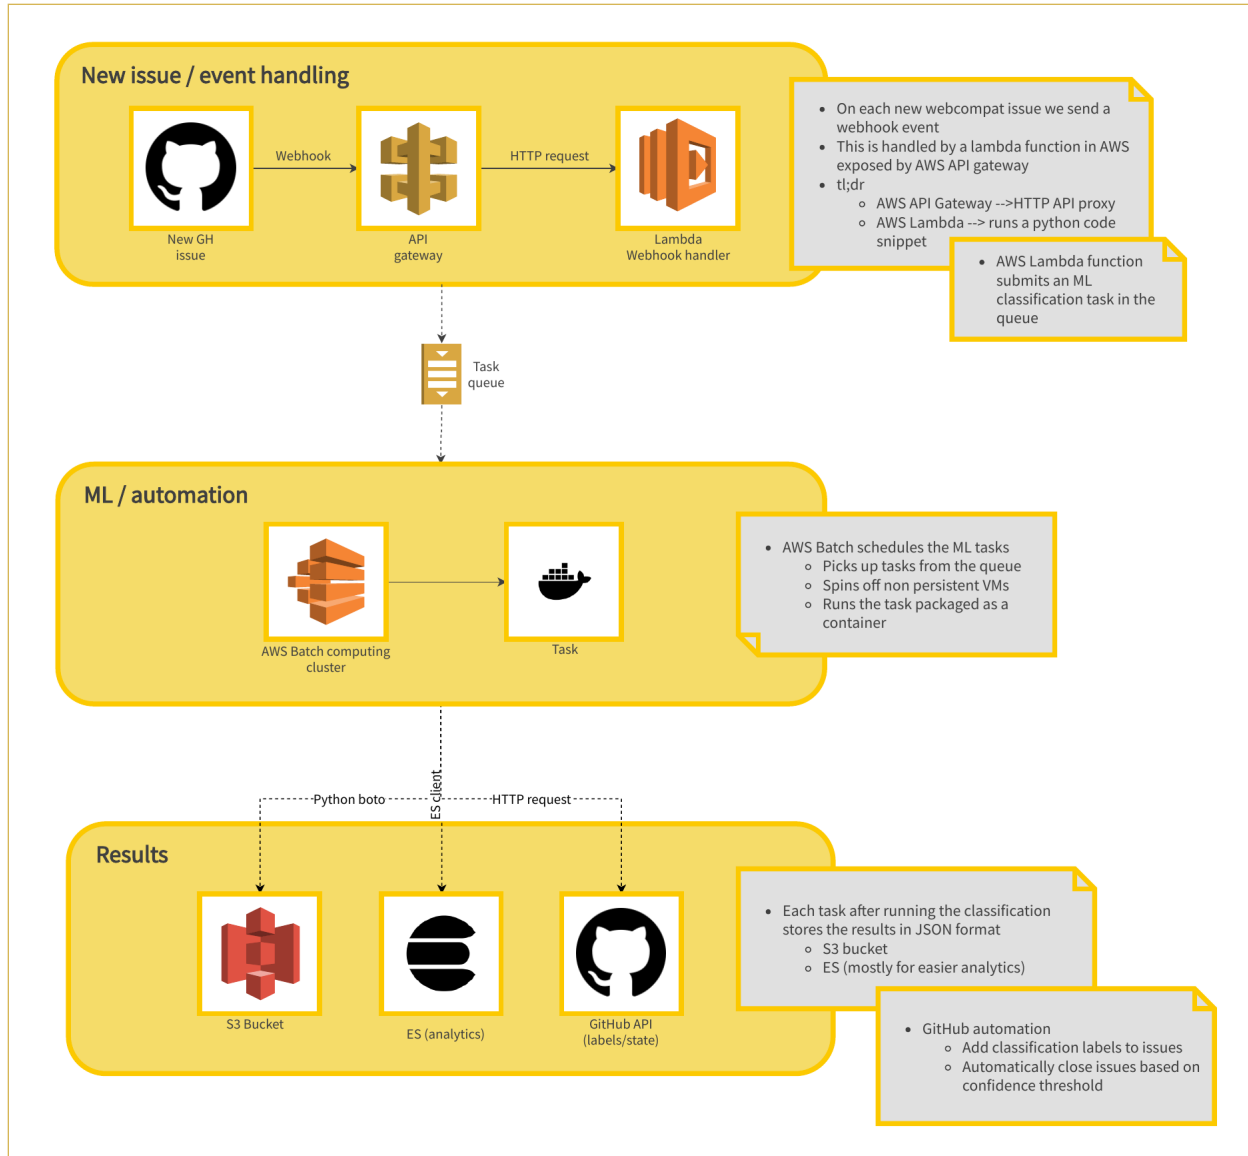 New issue / event handling
Webhook
HTTP request
New GH
issue
API
gateway
Lambda
Webhook handler
• On each new webcompat issue we send a
webhook event
• This is handled by a lambda function in AWS
exposed by AWS API gateway
• tl;dr
○ AWS API Gateway -->HTTP API proxy
○ AWS Lambda --> runs a python code
snippet
• AWS Lambda function
submits an ML
classification task in the
queue
Task
queue
ML / automation
AWS Batch computing
cluster
Task
• AWS Batch schedules the ML tasks
○ Picks up tasks from the queue
○ Spins off non persistent VMs
○ Runs the task packaged as a
container
Python boto
ES client
HTTP request
Results
S3 Bucket
ES (analytics)
GitHub API
(labels/state)
• Each task after running the classification
stores the results in JSON format
○ S3 bucket
○ ES (mostly for easier analytics)
• GitHub automation
○ Add classification labels to issues
○ Automatically close issues based on
confidence threshold